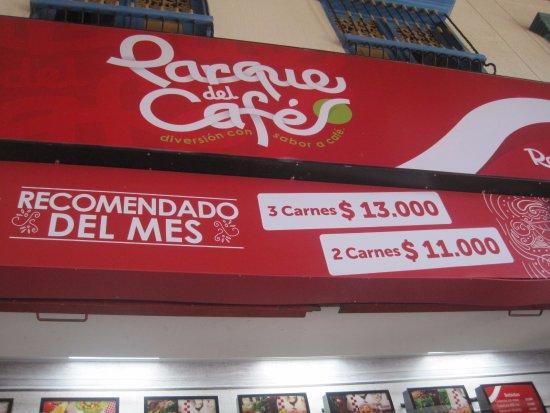 Parque
del
Café
diversión con sabor a café.
RECOMENDADO
DEL MES
3 Carnes $ 13.000
2 Carnes $ 11.000